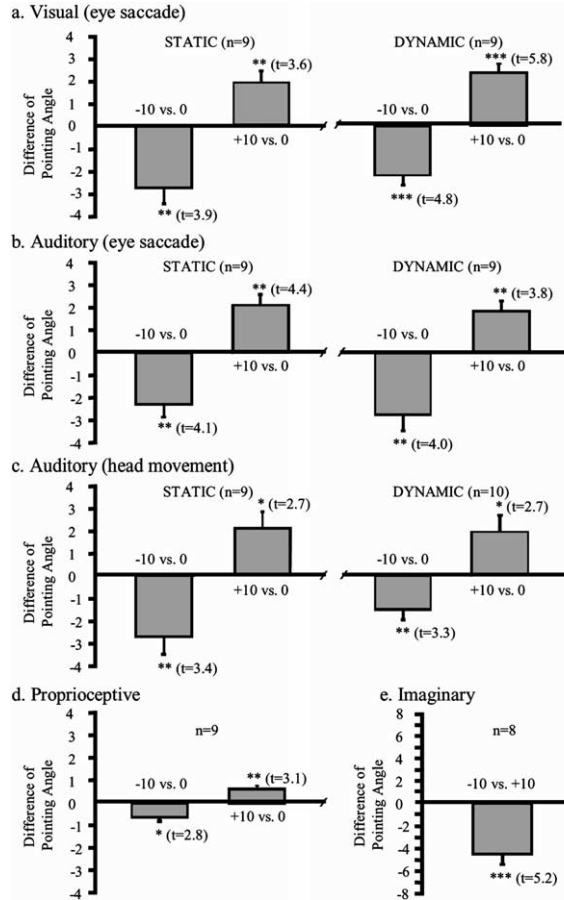 a. Visual (eye saccade)
STATIC (n=9)
DYNAMIC (n=9)
Difference of
Pointing Angle
4
3
2
1
0
-1
-2
-3
-4
-10 vs. 0
** (t=3.9)
** (t=3.6)
+10 vs. 0
-10 vs. 0
*** (t=4.8)
*** (t=5.8)
+10 vs. 0
b. Auditory (eye saccade)
STATIC (n=9)
DYNAMIC (n=9)
Difference of
Pointing Angle
4
3
2
1
0
-1
-2
-3
-4
-10 vs. 0
** (t=4.1)
** (t=4.4)
+10 vs. 0
-10 vs. 0
** (t=4.0)
** (t=3.8)
+10 vs. 0
c. Auditory (head movement)
STATIC (n=9)
DYNAMIC (n=10)
Difference of
Pointing Angle
4
3
2
1
0
-1
-2
-3
-4
-10 vs. 0
** (t=3.4)
* (t=2.7)
+10 vs. 0
-10 vs. 0
** (t=3.3)
* (t=2.7)
+10 vs. 0
d. Proprioceptive
n=9
Difference of
Pointing Angle
4
3
2
1
0
-1
-2
-3
-4
-10 vs. 0
* (t=2.8)
** (t=3.1)
+10 vs. 0
e. Imaginary
n=8
Difference of
Pointing Angle
8
6
4
2
0
-2
-4
-6
-8
-10 vs. +10
*** (t=5.2)